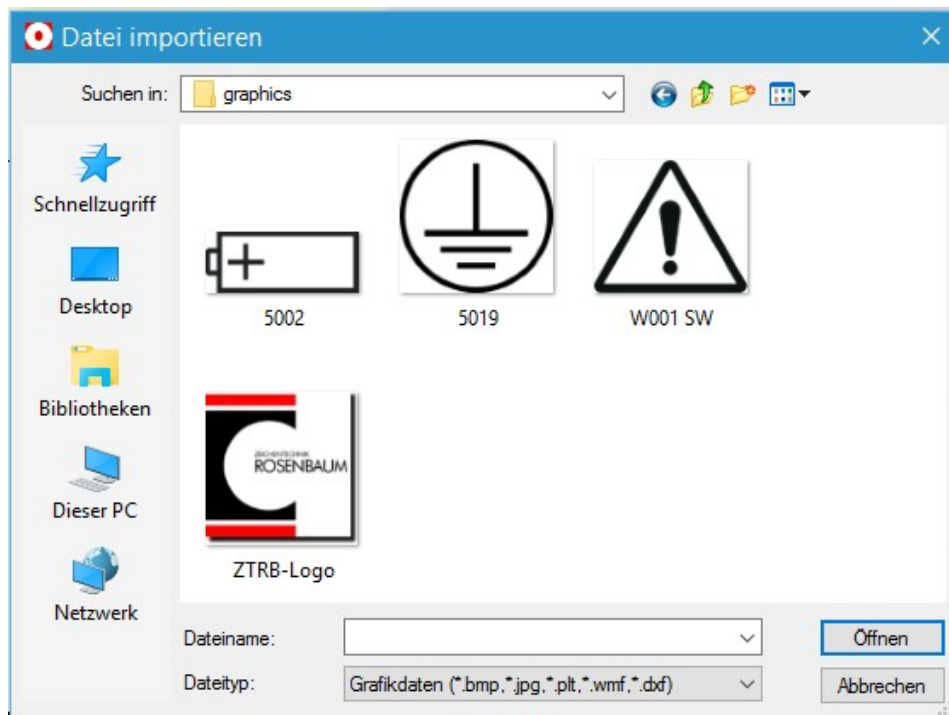 Datei importieren
Suchen in: graphics
Schnellzugriff
Desktop
Bibliotheken
Dieser PC
Netzwerk
5002 5019 W001 SW
ZEICHENTECHNIK
ROSENBAUM
ZTRB-Logo
Dateiname: Öffnen
Dateityp: Grafikdaten (*.bmp,*.jpg,*.plt,*.wmf,*.dxf) Abbrechen